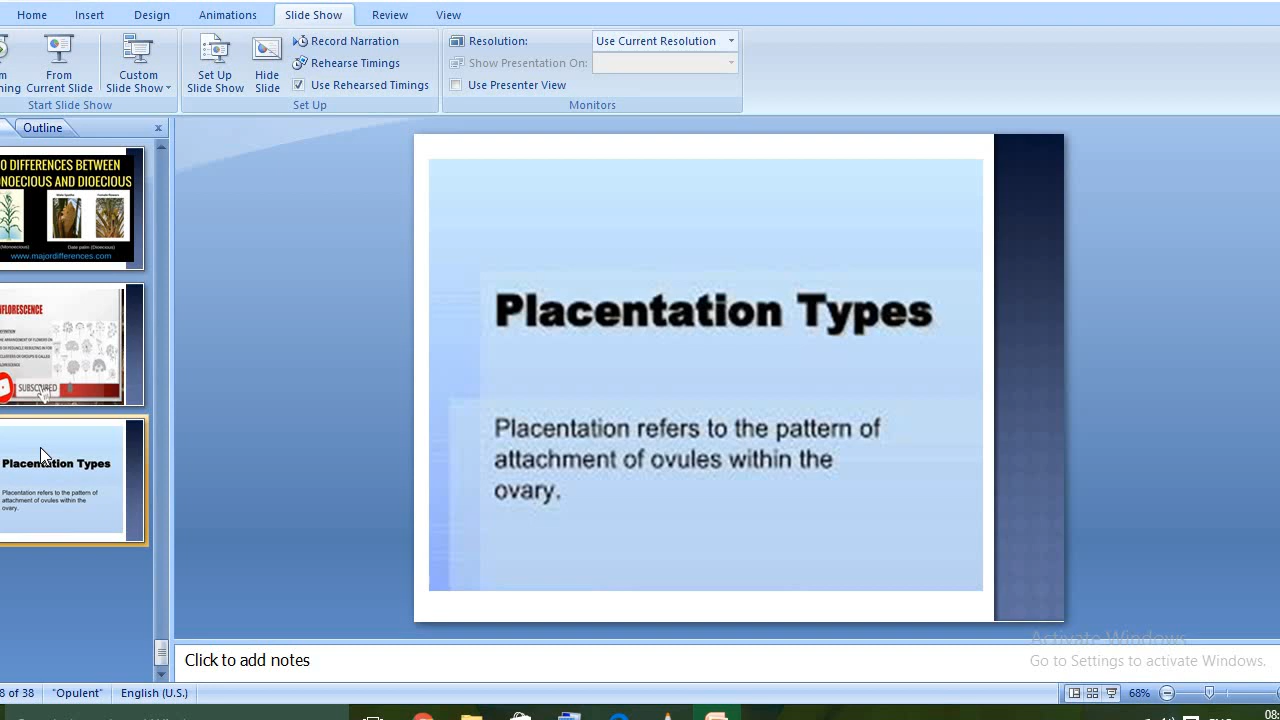 Home Insert Design Animations Slide Show Review View
From Current Slide
Custom Slide Show
Set Up Slide Show
Hide Slide
Record Narration
Rehearse Timings
Use Rehearsed Timings
Resolution: Use Current Resolution
Show Presentation On:
Use Presenter View
Start Slide Show Set Up Monitors
Outline x
DIFFERENCES BETWEEN
AND DIOECIOUS
Date palm (Dioecious)
www.majordifferences.com
SUBSCRIBED
Placentation Types
Placentation refers to the pattern of
attachment of ovules within the
ovary.
Placentation Types
Placentation refers to the pattern of
attachment of ovules within the
ovary.
Click to add notes
Activate Windows
Go to Settings to activate Windows.
of 38 "Opulent" English (U.S.) 68%